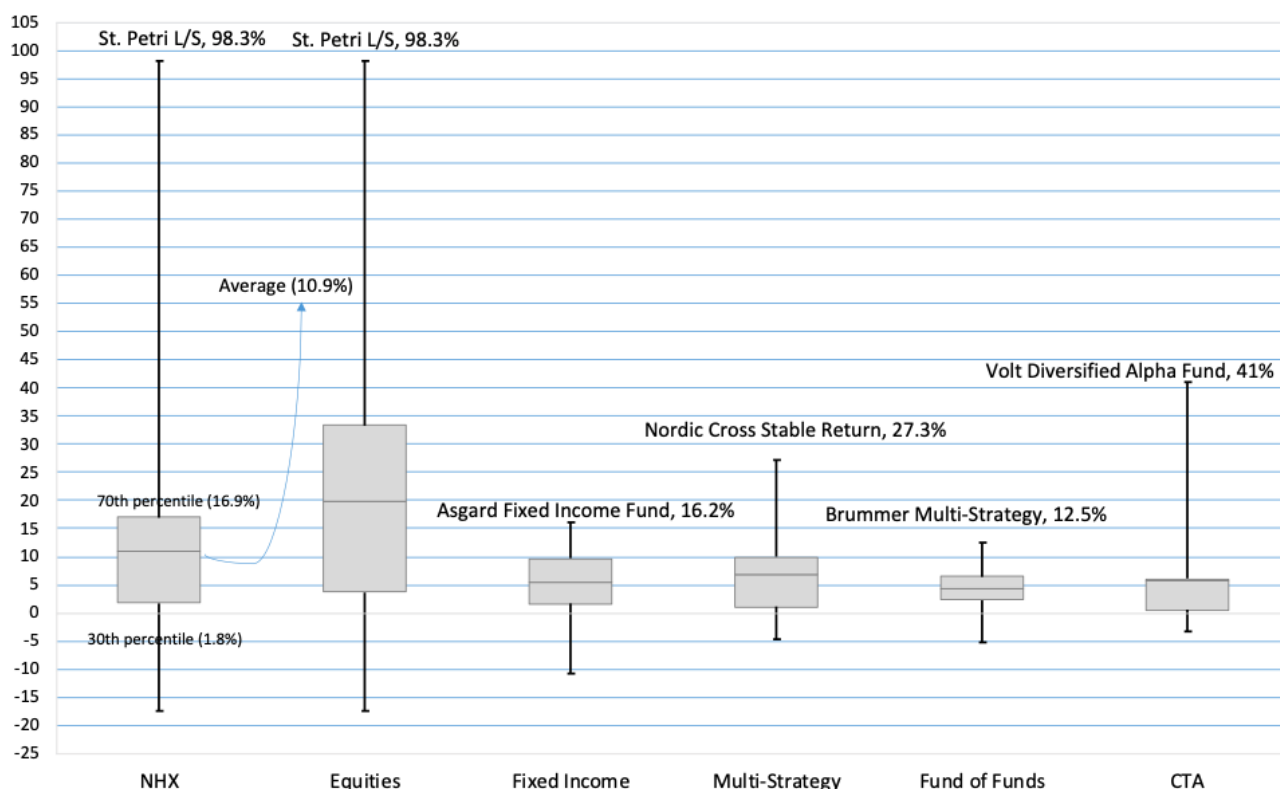 105
100
95
90
85
80
75
70
65
60
55
50
45
40
35
30
25
20
15
10
5
0
-5
-10
-15
-20
-25
St. Petri L/S, 98.3%
St. Petri L/S, 98.3%
Average (10.9%)
Volt Diversified Alpha Fund, 41%
Nordic Cross Stable Return, 27.3%
70th percentile (16.9%)
Asgard Fixed Income Fund, 16.2%
Brummer Multi-Strategy, 12.5%
30th percentile (1.8%)
NHX
Equities
Fixed Income
Multi-Strategy
Fund of Funds
CTA